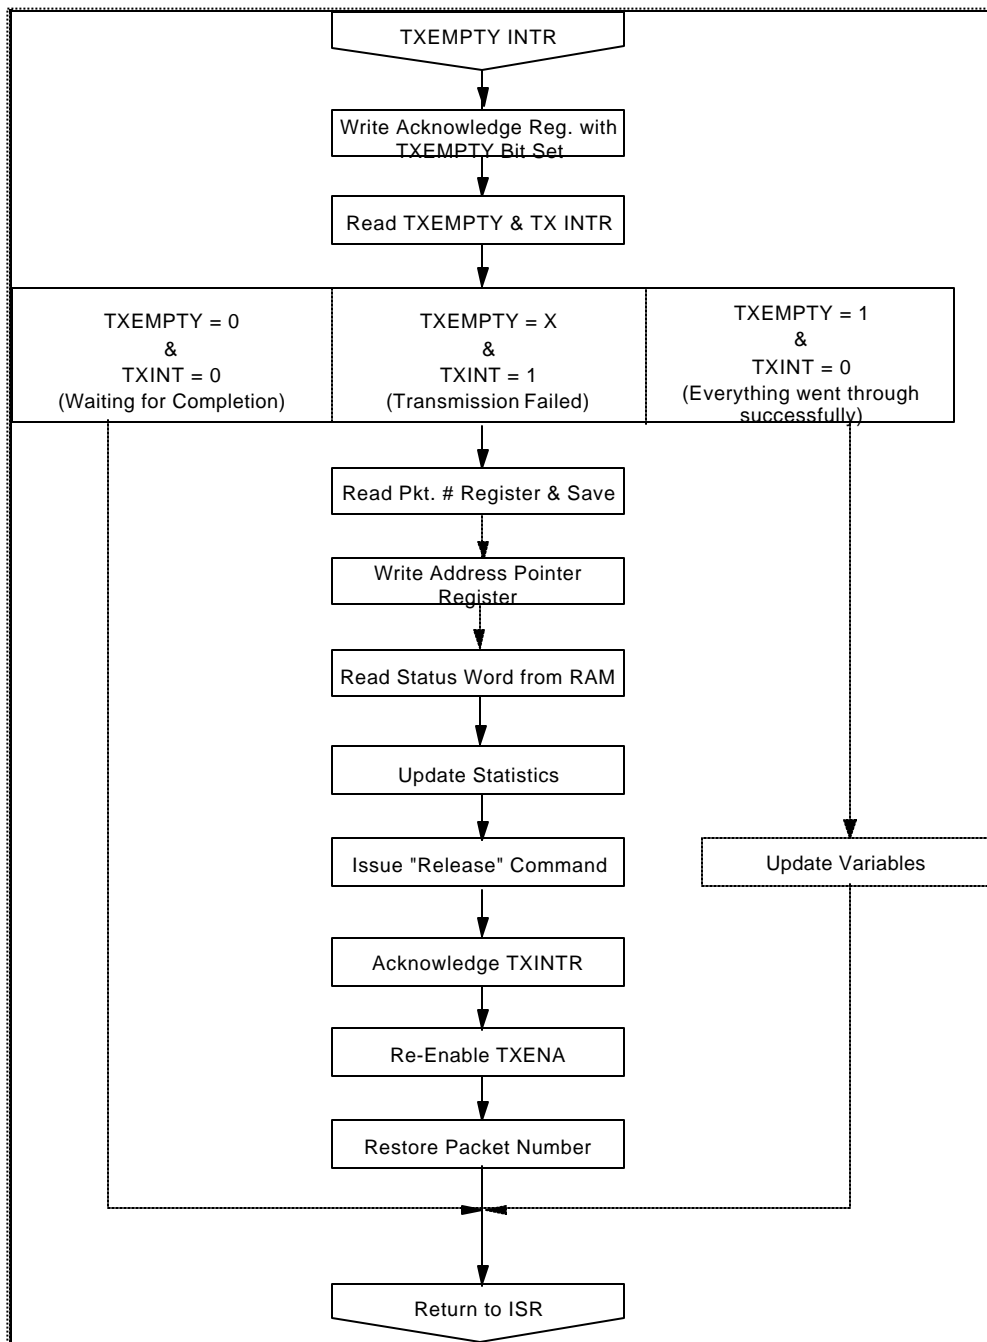 TXEMPTY INTR
Write Acknowledge Reg. with
TXEMPTY Bit Set
Read TXEMPTY & TX INTR
TXEMPTY = 0
&
TXINT = 0
(Waiting for Completion)
TXEMPTY = X
&
TXINT = 1
(Transmission Failed)
TXEMPTY = 1
&
TXINT = 0
(Everything went through
successfully)
Read Pkt. # Register & Save
Write Address Pointer
Register
Read Status Word from RAM
Update Statistics
Issue "Release" Command
Update Variables
Acknowledge TXINTR
Re-Enable TXENA
Restore Packet Number
Return to ISR